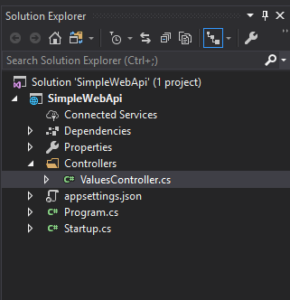 Solution Explorer
Search Solution Explorer (Ctrl+;)
Solution 'SimpleWebApi' (1 project)
SimpleWebApi
Connected Services
Dependencies
Properties
Controllers
C# ValuesController.cs
appsettings.json
C# Program.cs
C# Startup.cs